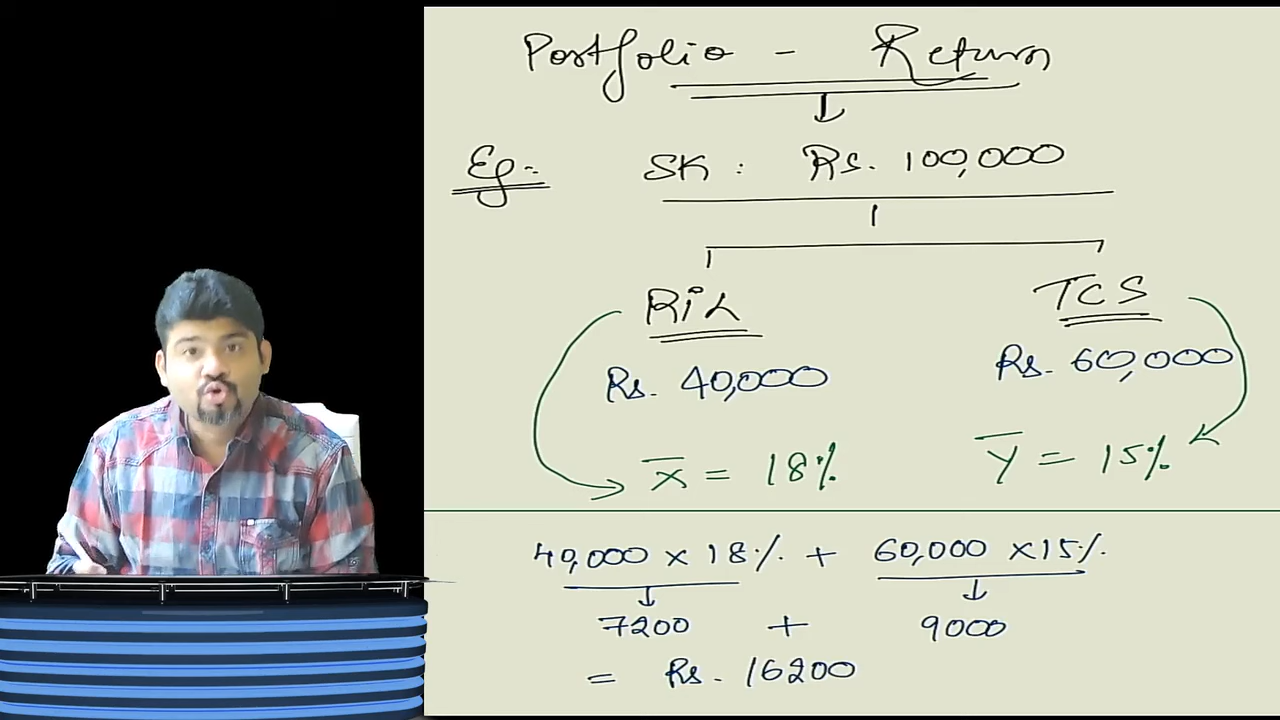 Portfolio - Return
Eg:- SK : Rs. 100,000
RiL TCS
Rs. 40,000 Rs. 60,000
x̅ = 18% y̅ = 15%
40,000 x 18% + 60,000 x 15%
7200 + 9000
= Rs. 16200